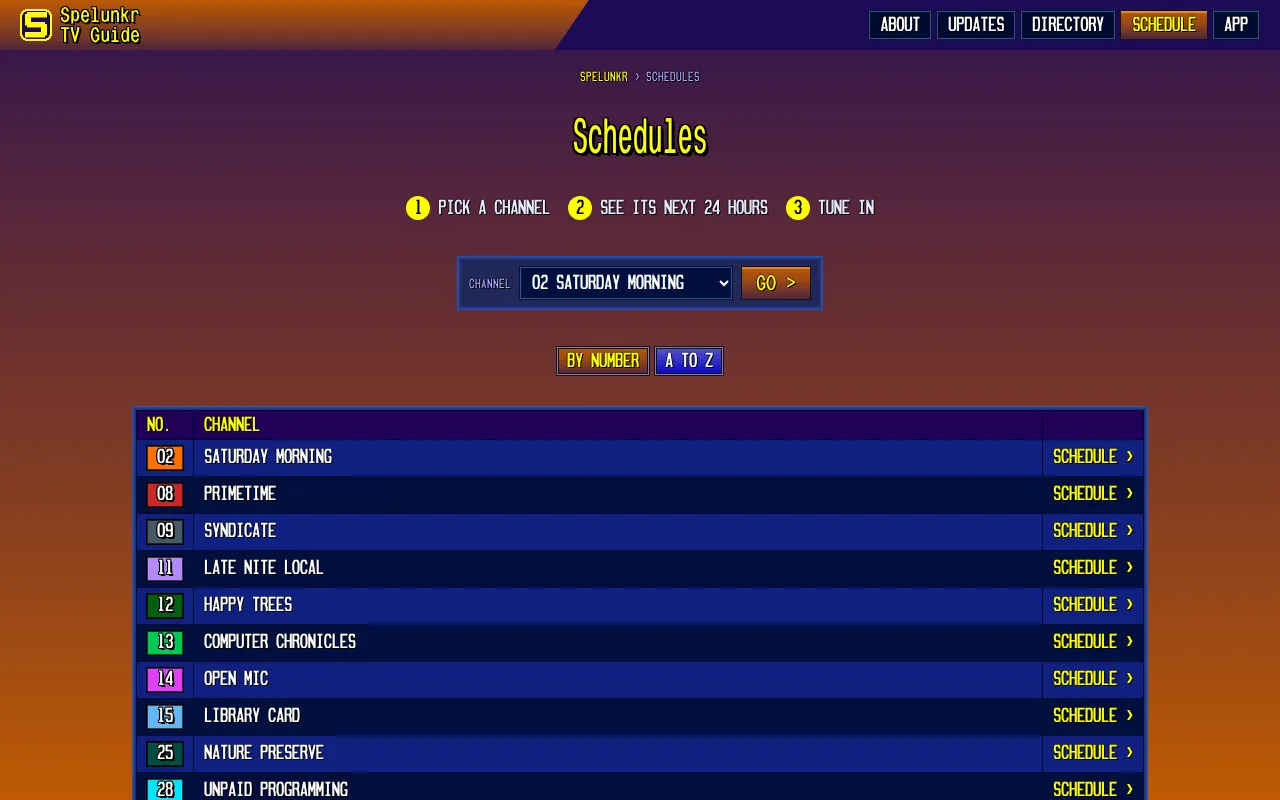 S Spelunkr TV Guide
ABOUT UPDATES DIRECTORY SCHEDULE APP
SPELUNKR › SCHEDULES
Schedules
1 PICK A CHANNEL 2 SEE ITS NEXT 24 HOURS 3 TUNE IN
CHANNEL 02 SATURDAY MORNING GO >
BY NUMBER A TO Z
NO. CHANNEL
02 SATURDAY MORNING SCHEDULE ›
08 PRIMETIME SCHEDULE ›
09 SYNDICATE SCHEDULE ›
11 LATE NITE LOCAL SCHEDULE ›
12 HAPPY TREES SCHEDULE ›
13 COMPUTER CHRONICLES SCHEDULE ›
14 OPEN MIC SCHEDULE ›
15 LIBRARY CARD SCHEDULE ›
25 NATURE PRESERVE SCHEDULE ›
28 UNPAID PROGRAMMING SCHEDULE ›